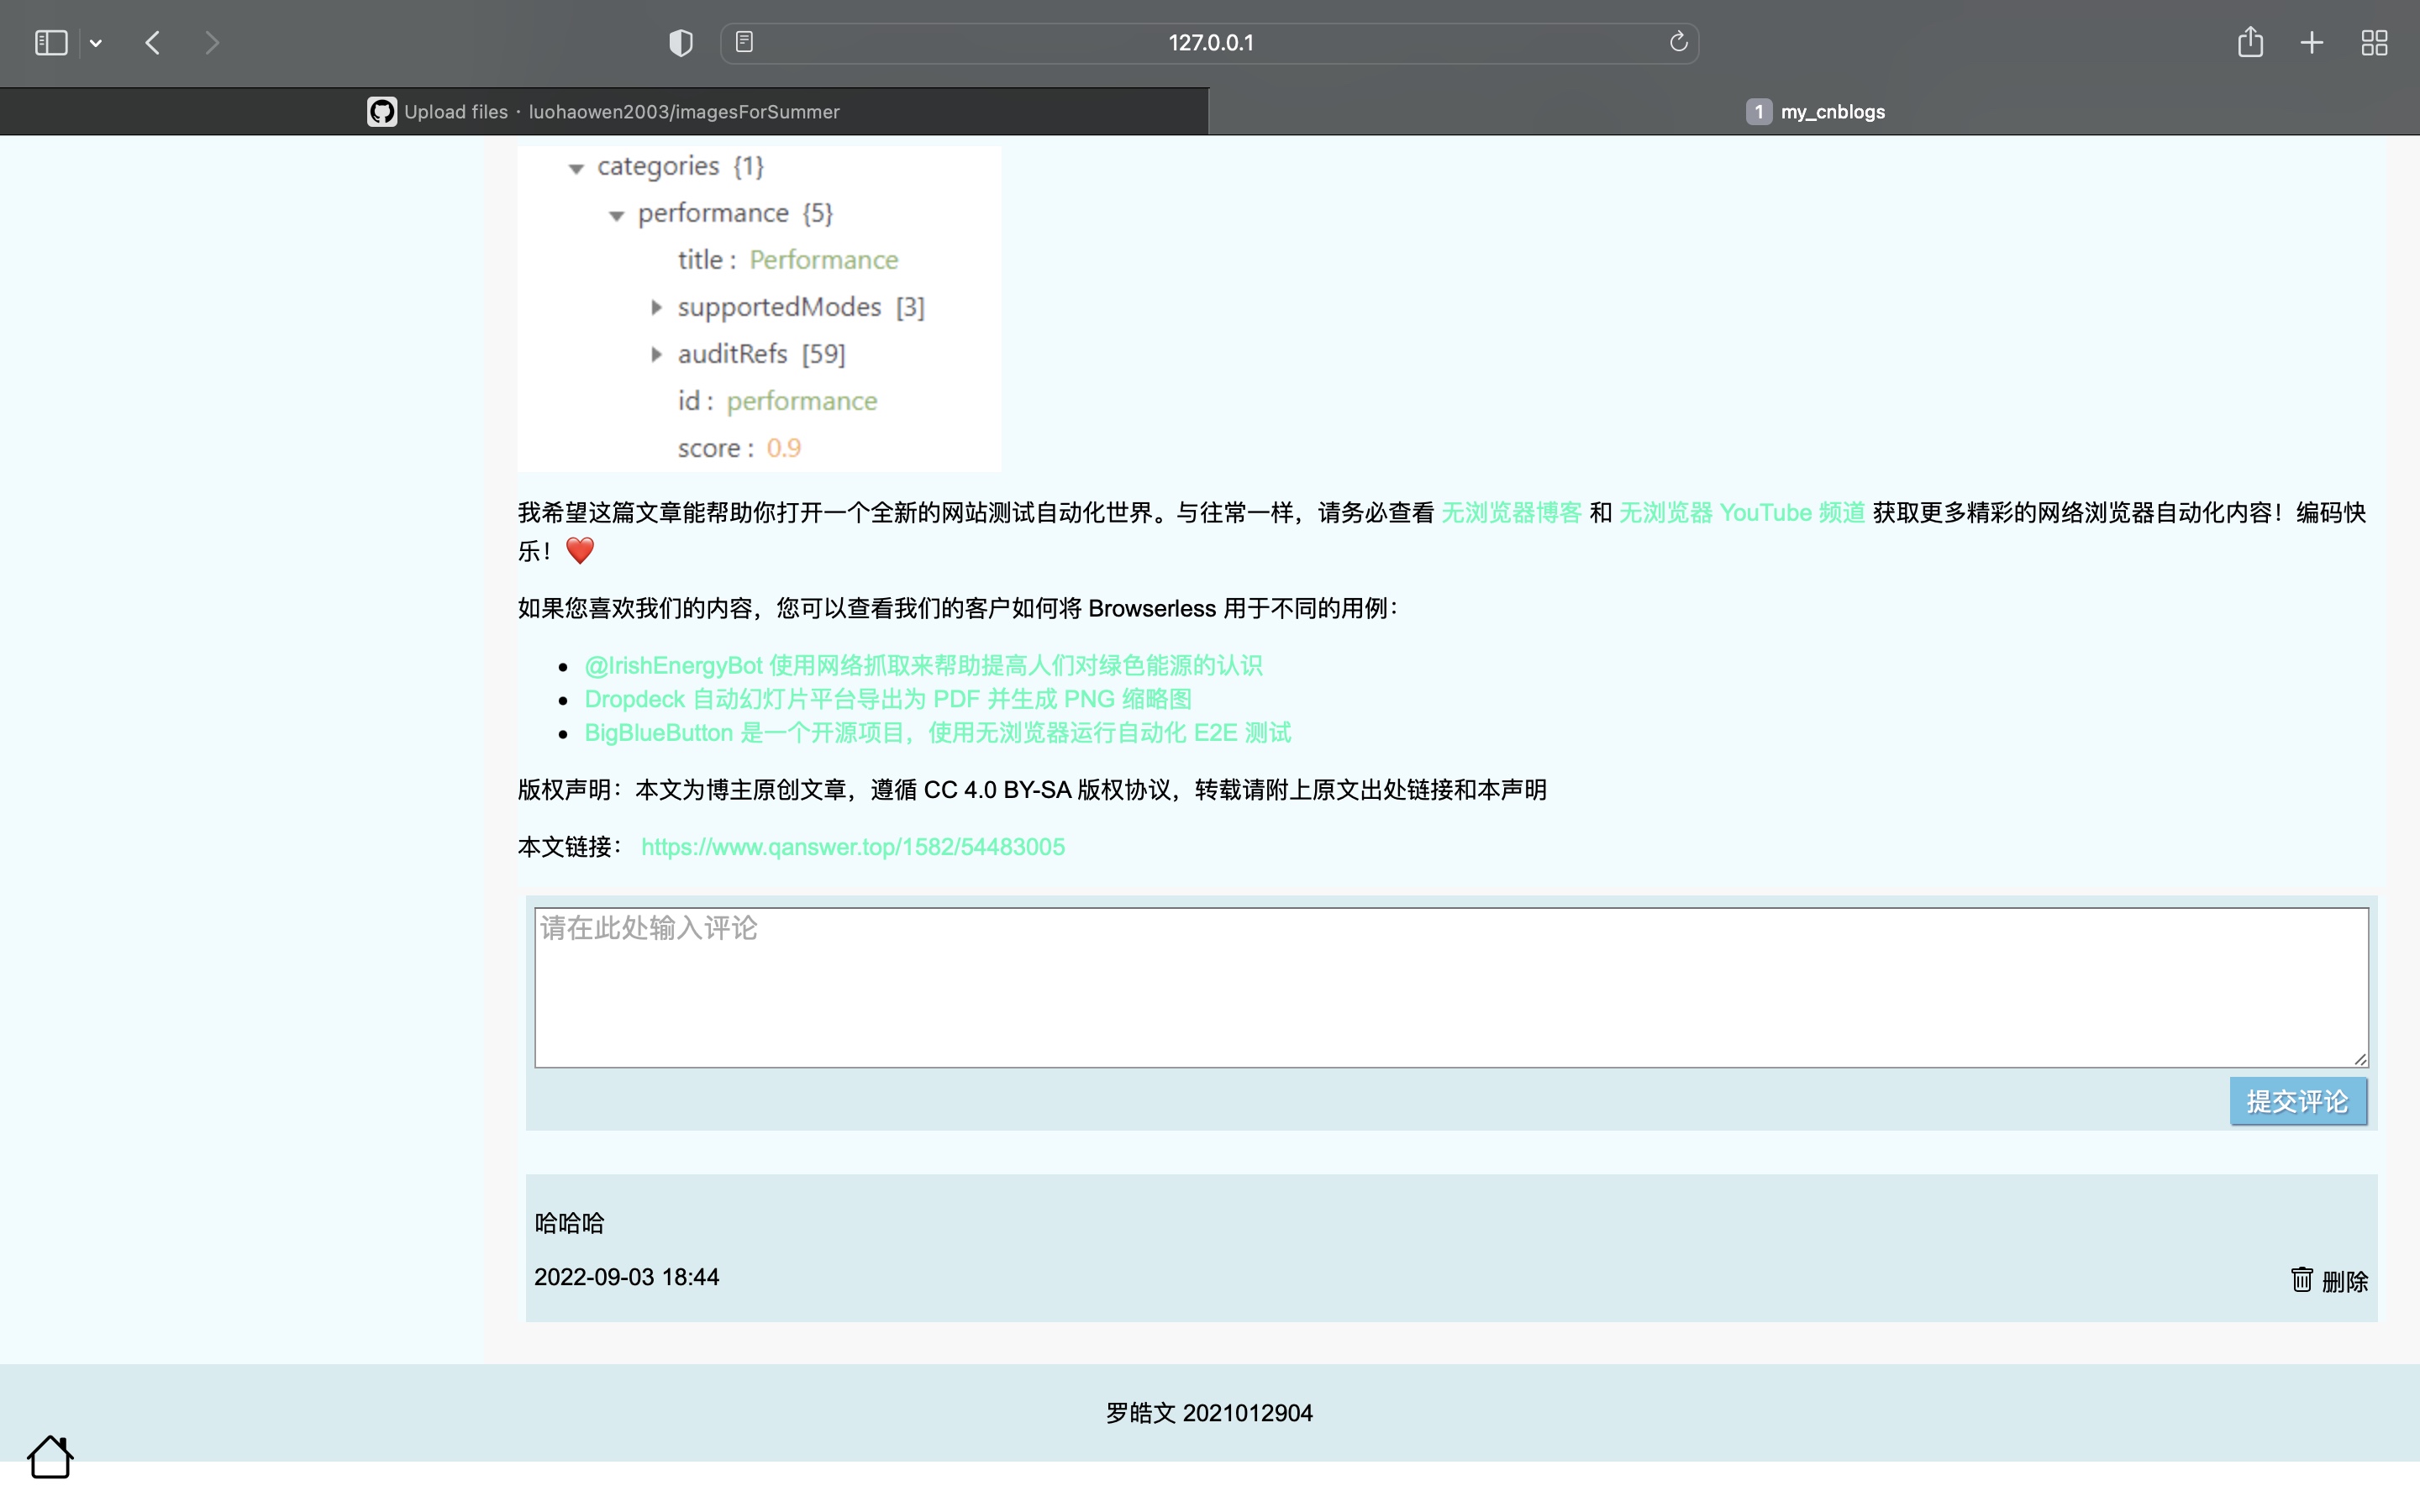 127.0.0.1
Upload files · luohaowen2003/imagesForSummer
1 my_cnblogs
categories {1}
performance {5}
title : Performance
supportedModes [3]
auditRefs [59]
id : performance
score : 0.9
我希望这篇文章能帮助你打开一个全新的网站测试自动化世界。与往常一样，请务必查看 无浏览器博客 和 无浏览器 YouTube 频道 获取更多精彩的网络浏览器自动化内容！编码快
乐！❤️
如果您喜欢我们的内容，您可以查看我们的客户如何将 Browserless 用于不同的用例：
• @IrishEnergyBot 使用网络抓取来帮助提高人们对绿色能源的认识
• Dropdeck 自动幻灯片平台导出为 PDF 并生成 PNG 缩略图
• BigBlueButton 是一个开源项目，使用无浏览器运行自动化 E2E 测试
版权声明：本文为博主原创文章，遵循 CC 4.0 BY-SA 版权协议，转载请附上原文出处链接和本声明
本文链接： https://www.qanswer.top/1582/54483005
请在此处输入评论
提交评论
哈哈哈
2022-09-03 18:44
删除
罗皓文 2021012904